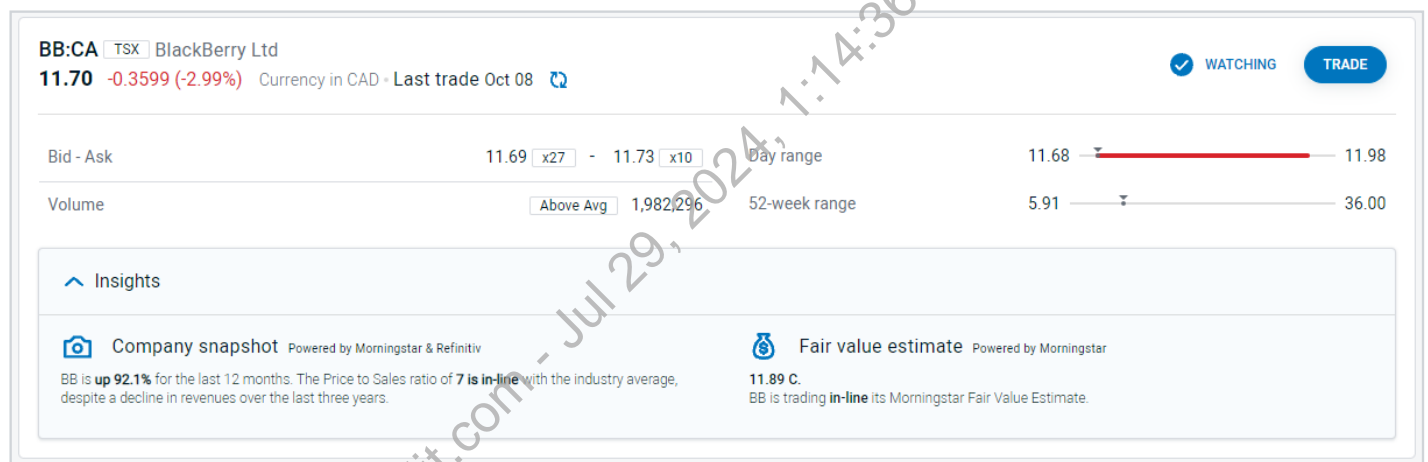 BB:CA TSX BlackBerry Ltd
11.70 -0.3599 (-2.99%) Currency in CAD • Last trade Oct 08
WATCHING
TRADE
Bid - Ask 11.69 x27 - 11.73 x10
Day range 11.68 11.98
Volume Above Avg 1,982,296
52-week range 5.91 36.00
Insights
Company snapshot Powered by Morningstar & Refinitiv
BB is up 92.1% for the last 12 months. The Price to Sales ratio of 7 is in-line with the industry average,
despite a decline in revenues over the last three years.
Fair value estimate Powered by Morningstar
11.89 C.
BB is trading in-line its Morningstar Fair Value Estimate.
it.com - Jul 29, 2024, 1:14:36